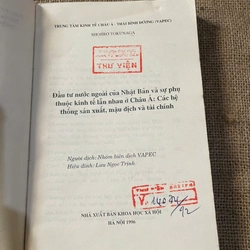 TRUNG TÂM KINH TẾ CHÂU Á - THÁI BÌNH DƯƠNG (VAPEC)
SHOJIRO TOKUNAGA
THƯ VIỆN
Đầu tư nước ngoài của Nhật Bản và sự phụ
thuộc kinh tế lẫn nhau ở Châu Á: Các hệ
thống sản xuất, mậu dịch và tài chính
Người dịch: Nhóm biên dịch VAPEC
Hiệu đính: Lưu Ngọc Trịnh
NHÀ XUẤT BẢN KHOA HỌC XÃ HỘI
HÀ NỘI 1996